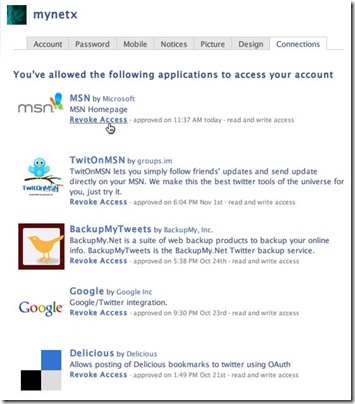 mynetx
Account Password Mobile Notices Picture Design Connections
You've allowed the following applications to access your account
msn
MSN by Microsoft
MSN Homepage
Revoke Access - approved on 11:37 AM today - read and write access
TwitOnMSN
TwitOnMSN by groups.im
TwitOnMSN lets you simply follow friends' updates and send update
directly on your MSN. We make this the best twitter tools of the universe for
you, just try it.
Revoke Access - approved on 6:04 PM Nov 1st - read and write access
BackupMyTweets by BackupMy, Inc.
BackupMy.Net is a suite of web backup products to backup your online
info. BackupMyTweets is the BackupMy.Net Twitter backup service.
Revoke Access - approved on 5:38 PM Oct 24th - read and write access
Google
Google by Google Inc
Google/Twitter integration.
Revoke Access - approved on 9:30 PM Oct 23rd - read and write access
Delicious by Delicious
Allows posting of Delicious bookmarks to twitter using OAuth
Revoke Access - approved on 1:49 PM Oct 21st - read and write access